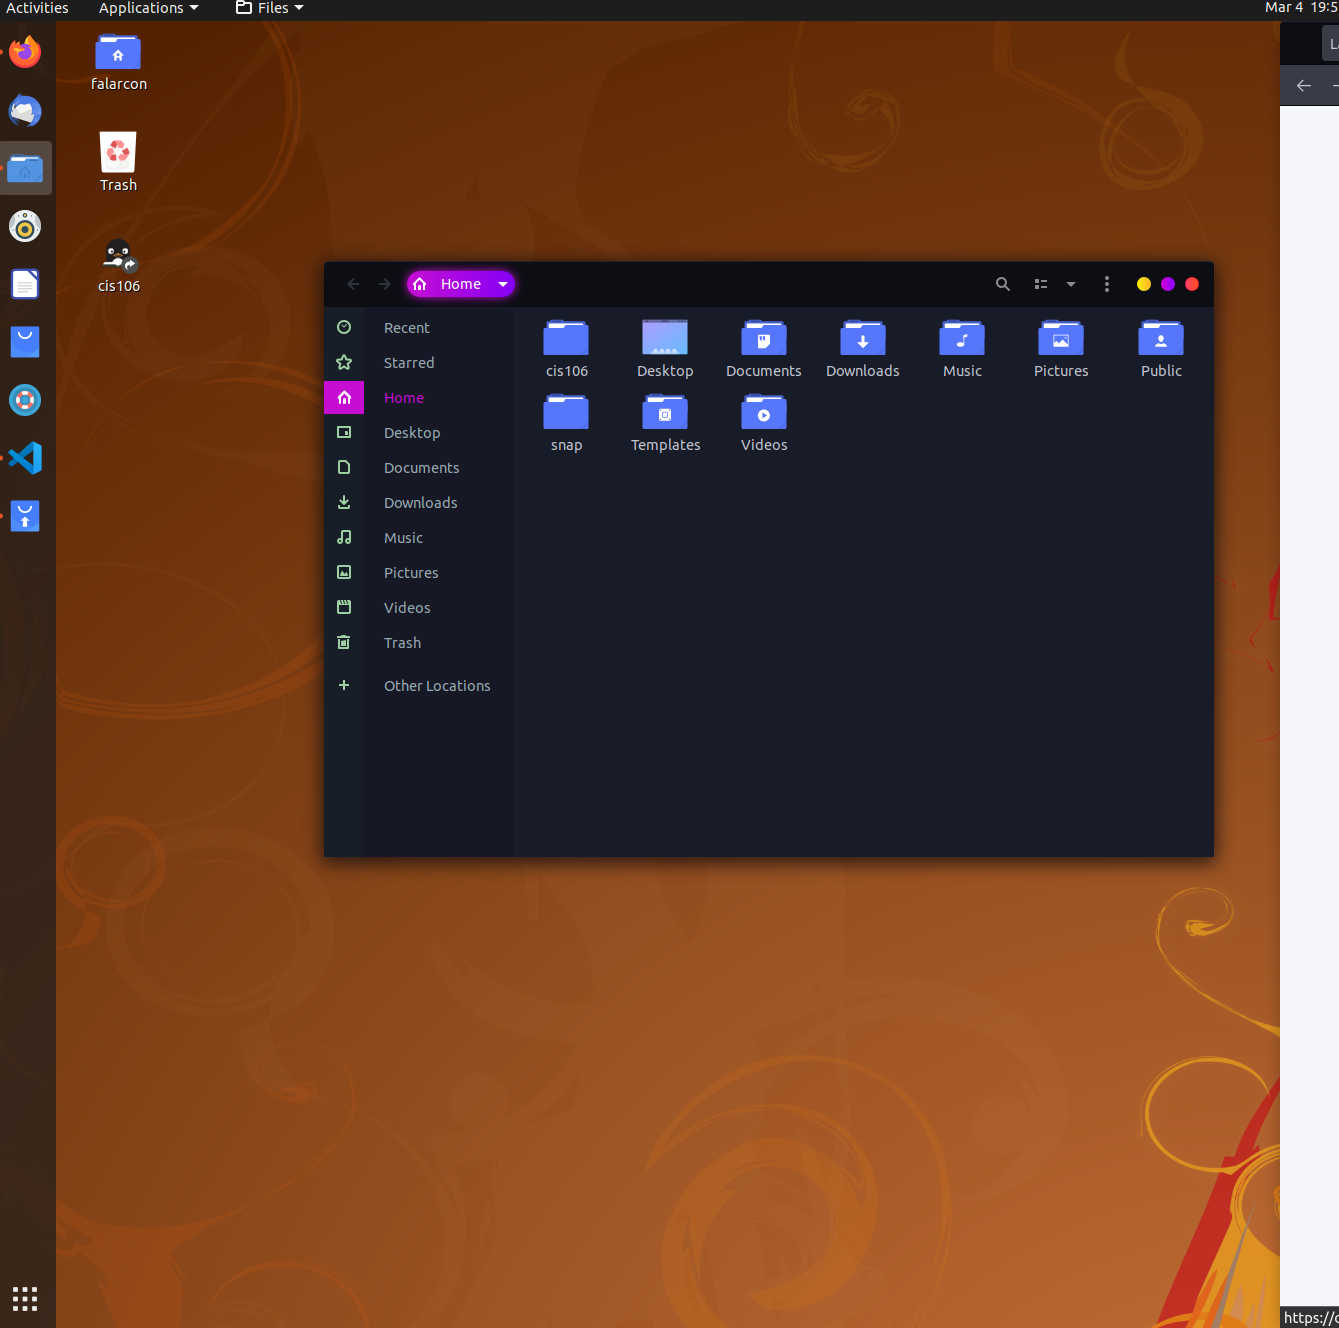 Activities Applications Files Mar 4 19:5
falarcon
Trash
cis106
Home
Recent
Starred
Home
Desktop
Documents
Downloads
Music
Pictures
Videos
Trash
Other Locations
cis106 Desktop Documents Downloads Music Pictures Public
snap Templates Videos
https://